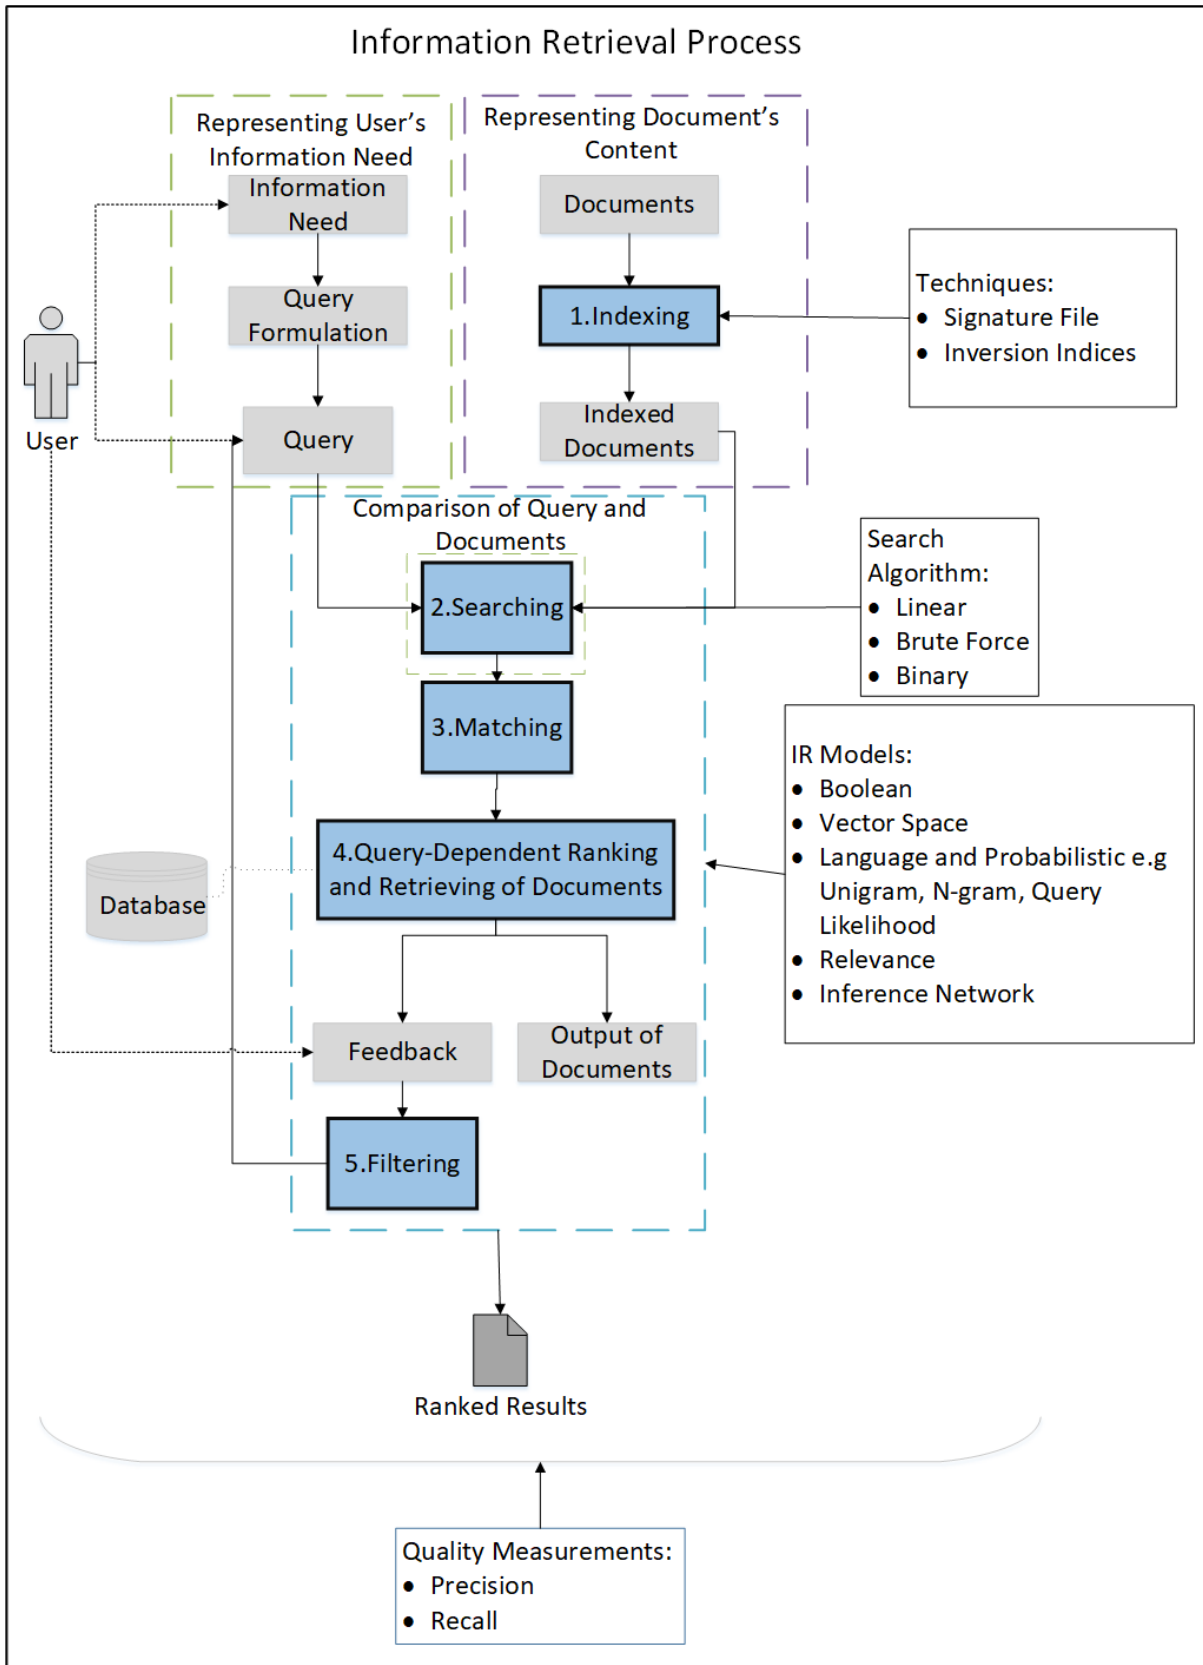 Information Retrieval Process
Representing User's
Information Need
Information
Need
Query
Formulation
Query
User
Representing Document's
Content
Documents
1.Indexing
Indexed
Documents
Techniques:
• Signature File
• Inversion Indices
Comparison of Query and
Documents
2.Searching
Search
Algorithm:
• Linear
• Brute Force
• Binary
3.Matching
IR Models:
• Boolean
• Vector Space
• Language and Probabilistic e.g
Unigram, N-gram, Query
Likelihood
• Relevance
• Inference Network
4.Query-Dependent Ranking
and Retrieving of Documents
Database
Feedback
Output of
Documents
5.Filtering
Ranked Results
Quality Measurements:
• Precision
• Recall